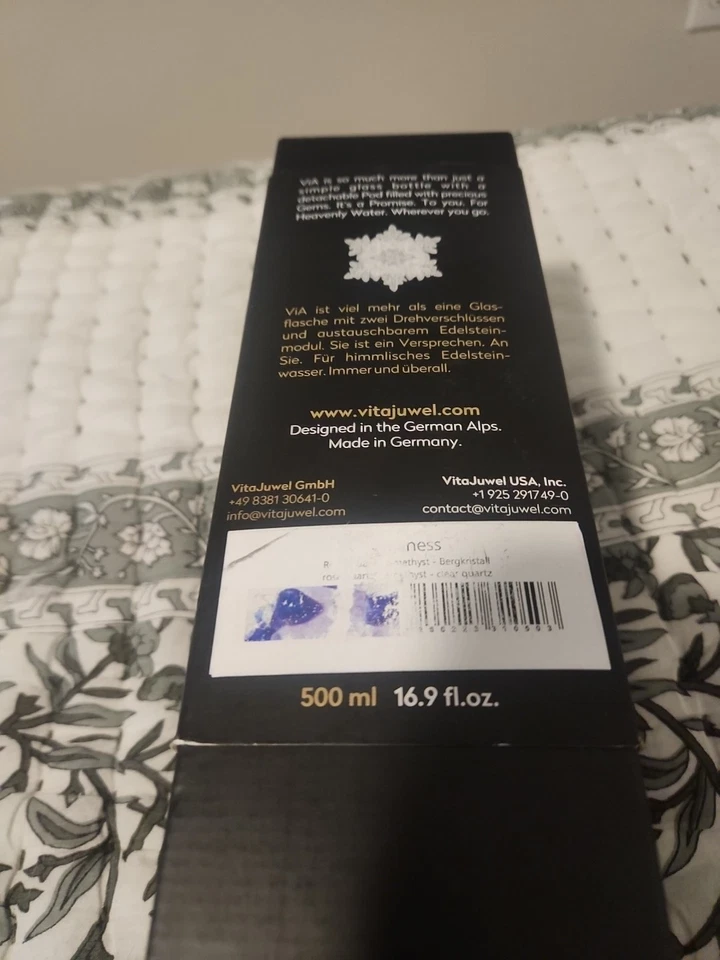 ViA is so much more than just a
simple glass bottle with a
detachable Pod filled with precious
Gems. It's a Promise. To you. For
Heavenly Water. Wherever you go.
ViA ist viel mehr als eine Glas-
flasche mit zwei Drehverschlüssen
und austauschbarem Edelstein-
modul. Sie ist ein Versprechen. An
Sie. Für himmlisches Edelstein-
wasser. Immer und überall.
www.vitajuwel.com
Designed in the German Alps.
Made in Germany.
VitaJuwel GmbH
+49 8381 30641-0
info@vitajuwel.com
VitaJuwel USA, Inc.
+1 925 291749-0
contact@vitajuwel.com
ness
methyst - Bergkristall
clear quartz
500 ml 16.9 fl.oz.